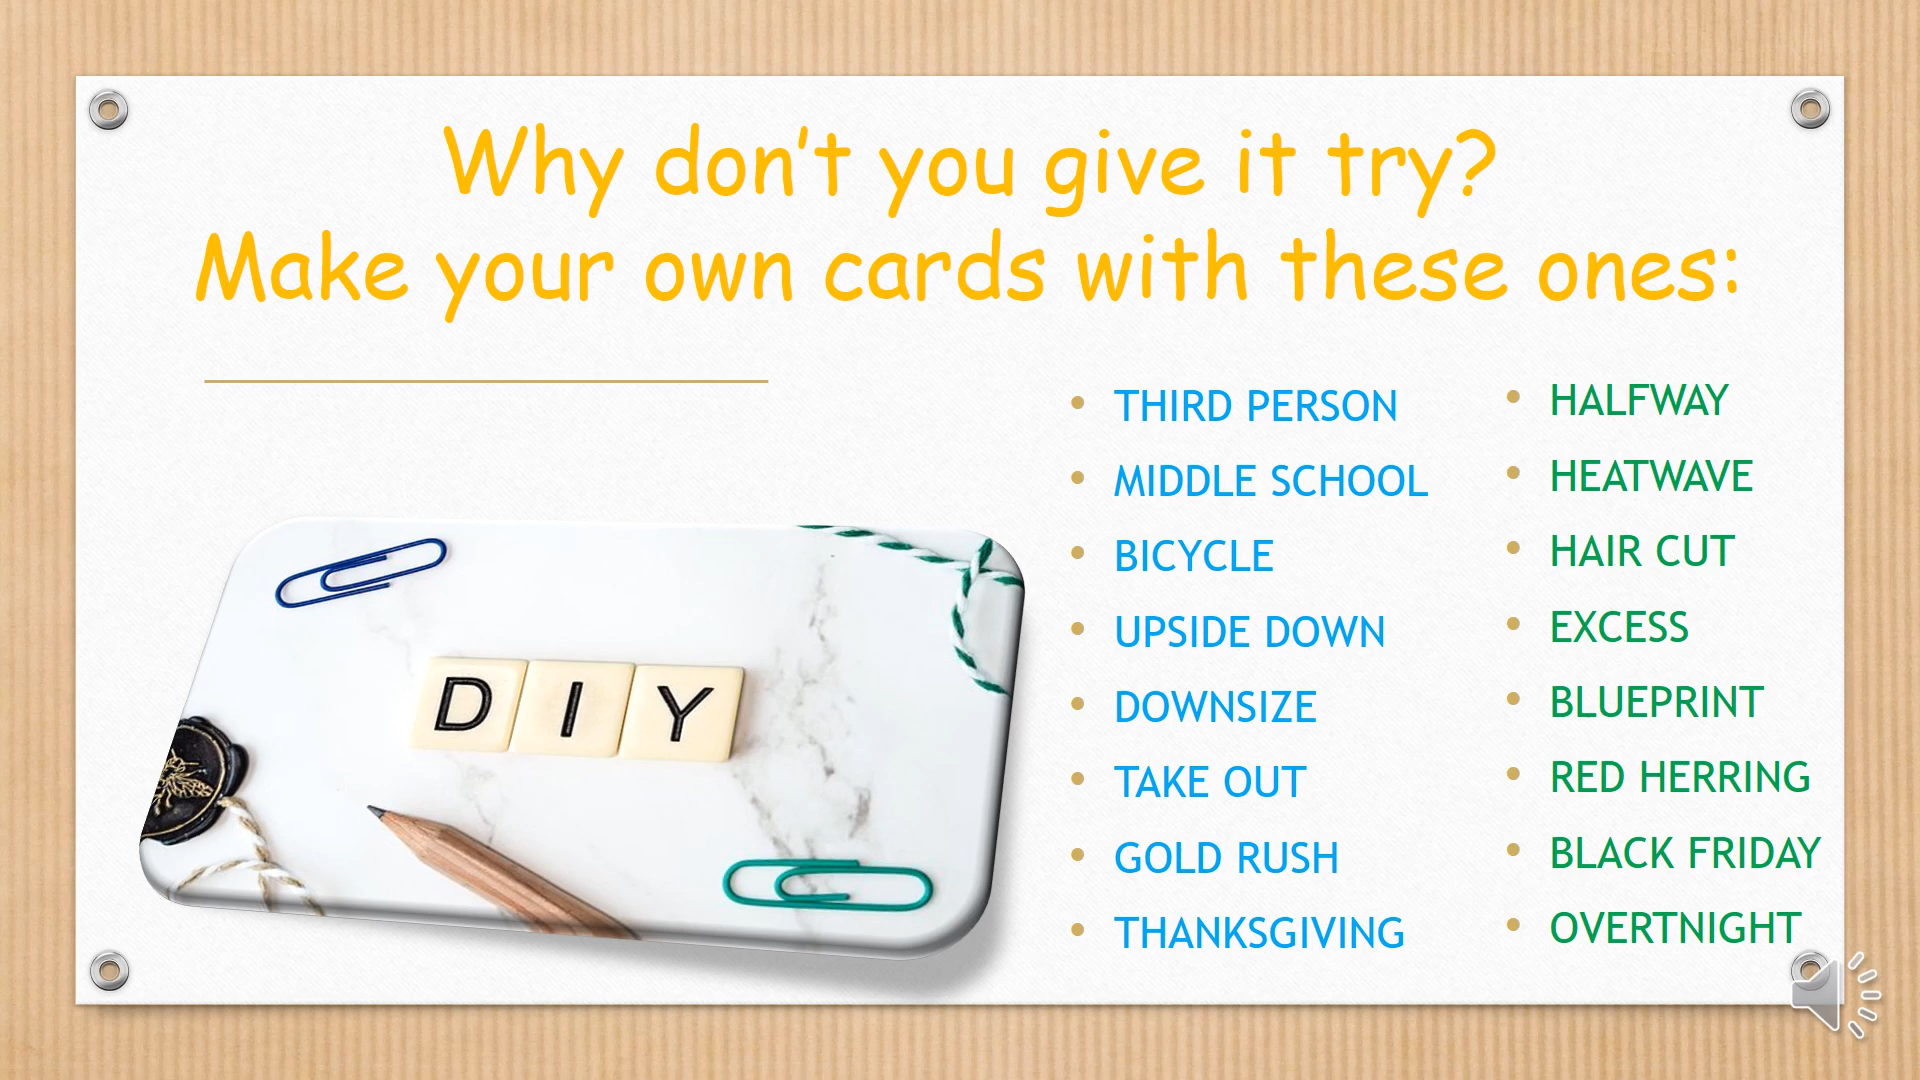 Why don't you give it try?
Make your own cards with these ones:
THIRD PERSON
MIDDLE SCHOOL
BICYCLE
UPSIDE DOWN
DOWNSIZE
TAKE OUT
GOLD RUSH
THANKSGIVING
HALFWAY
HEATWAVE
HAIR CUT
EXCESS
BLUEPRINT
RED HERRING
BLACK FRIDAY
OVERTNIGHT
DIY